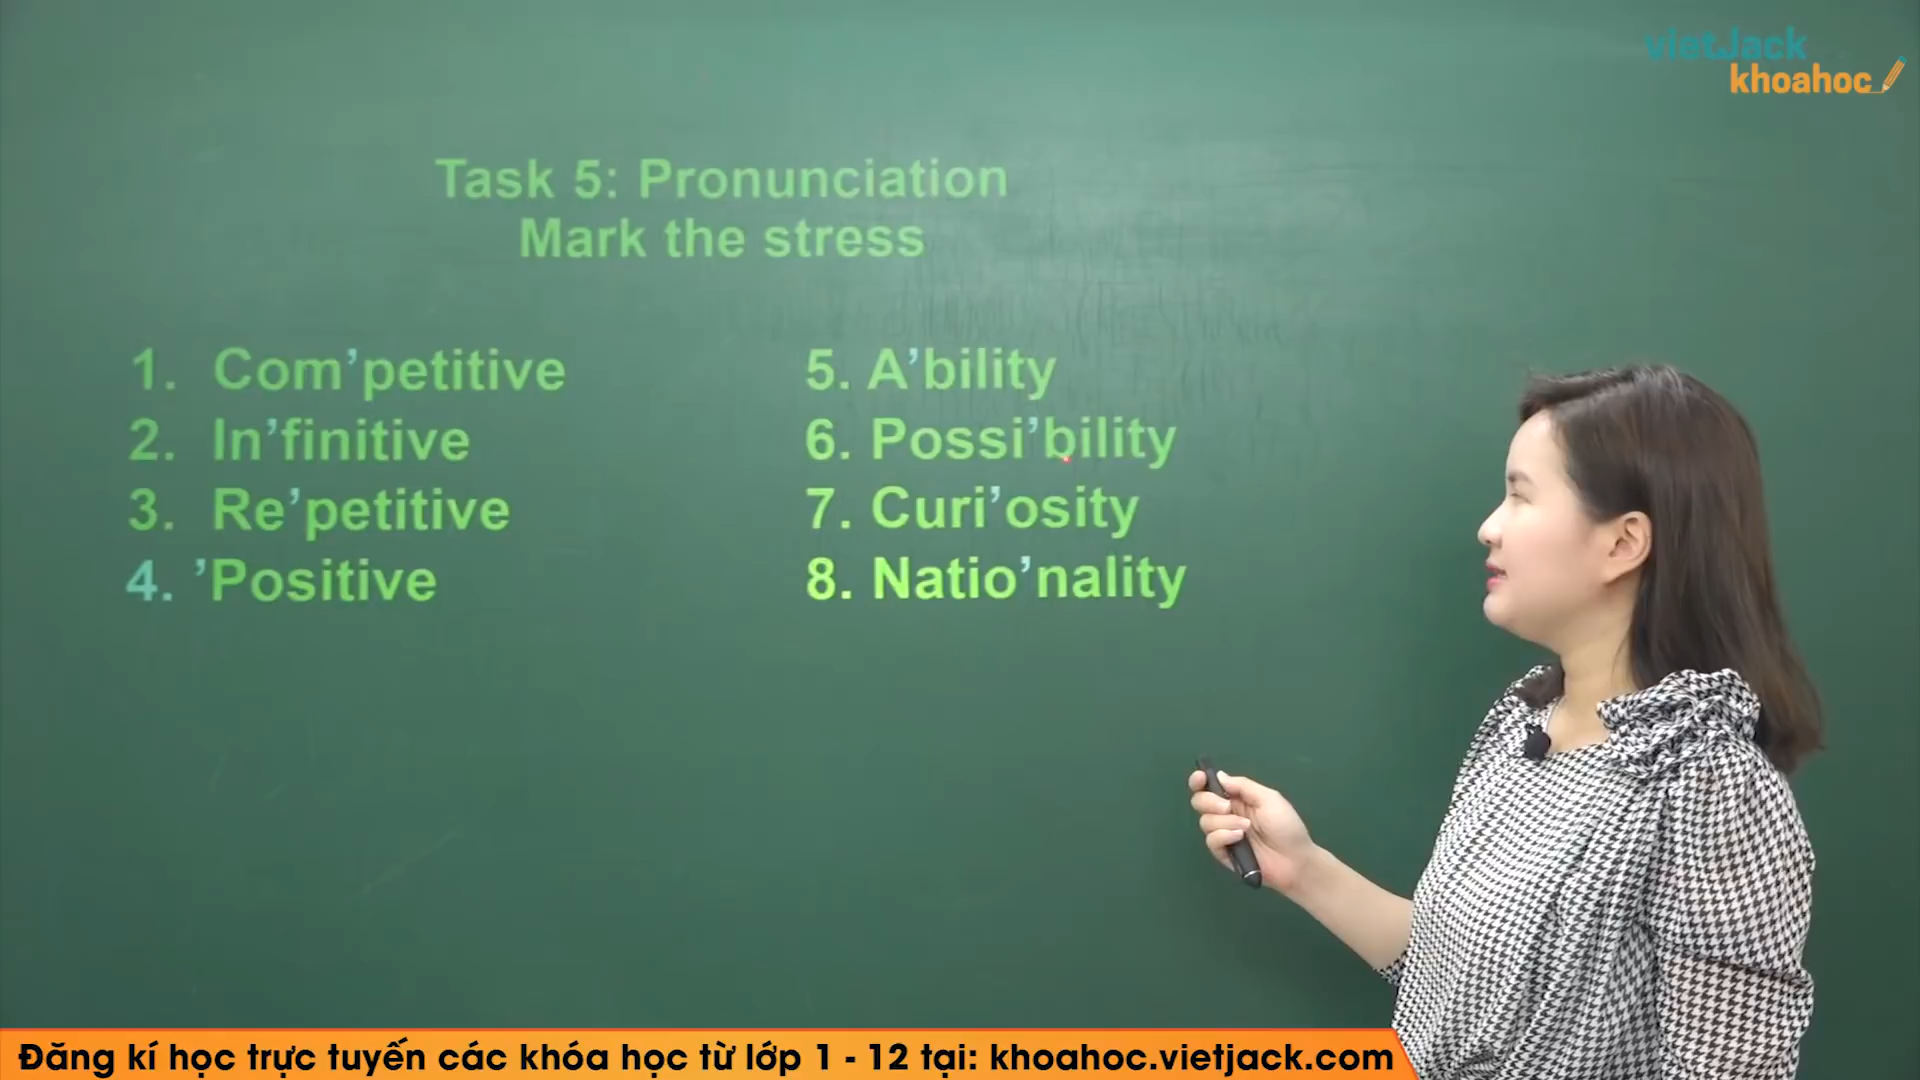 vietJack
khoahoc
Task 5: Pronunciation
Mark the stress
1. Com’petitive
2. In’finitive
3. Re’petitive
4. ’Positive
5. A’bility
6. Possi’bility
7. Curi’osity
8. Natio’nality
Đăng kí học trực tuyến các khóa học từ lớp 1 - 12 tại: khoahoc.vietjack.com